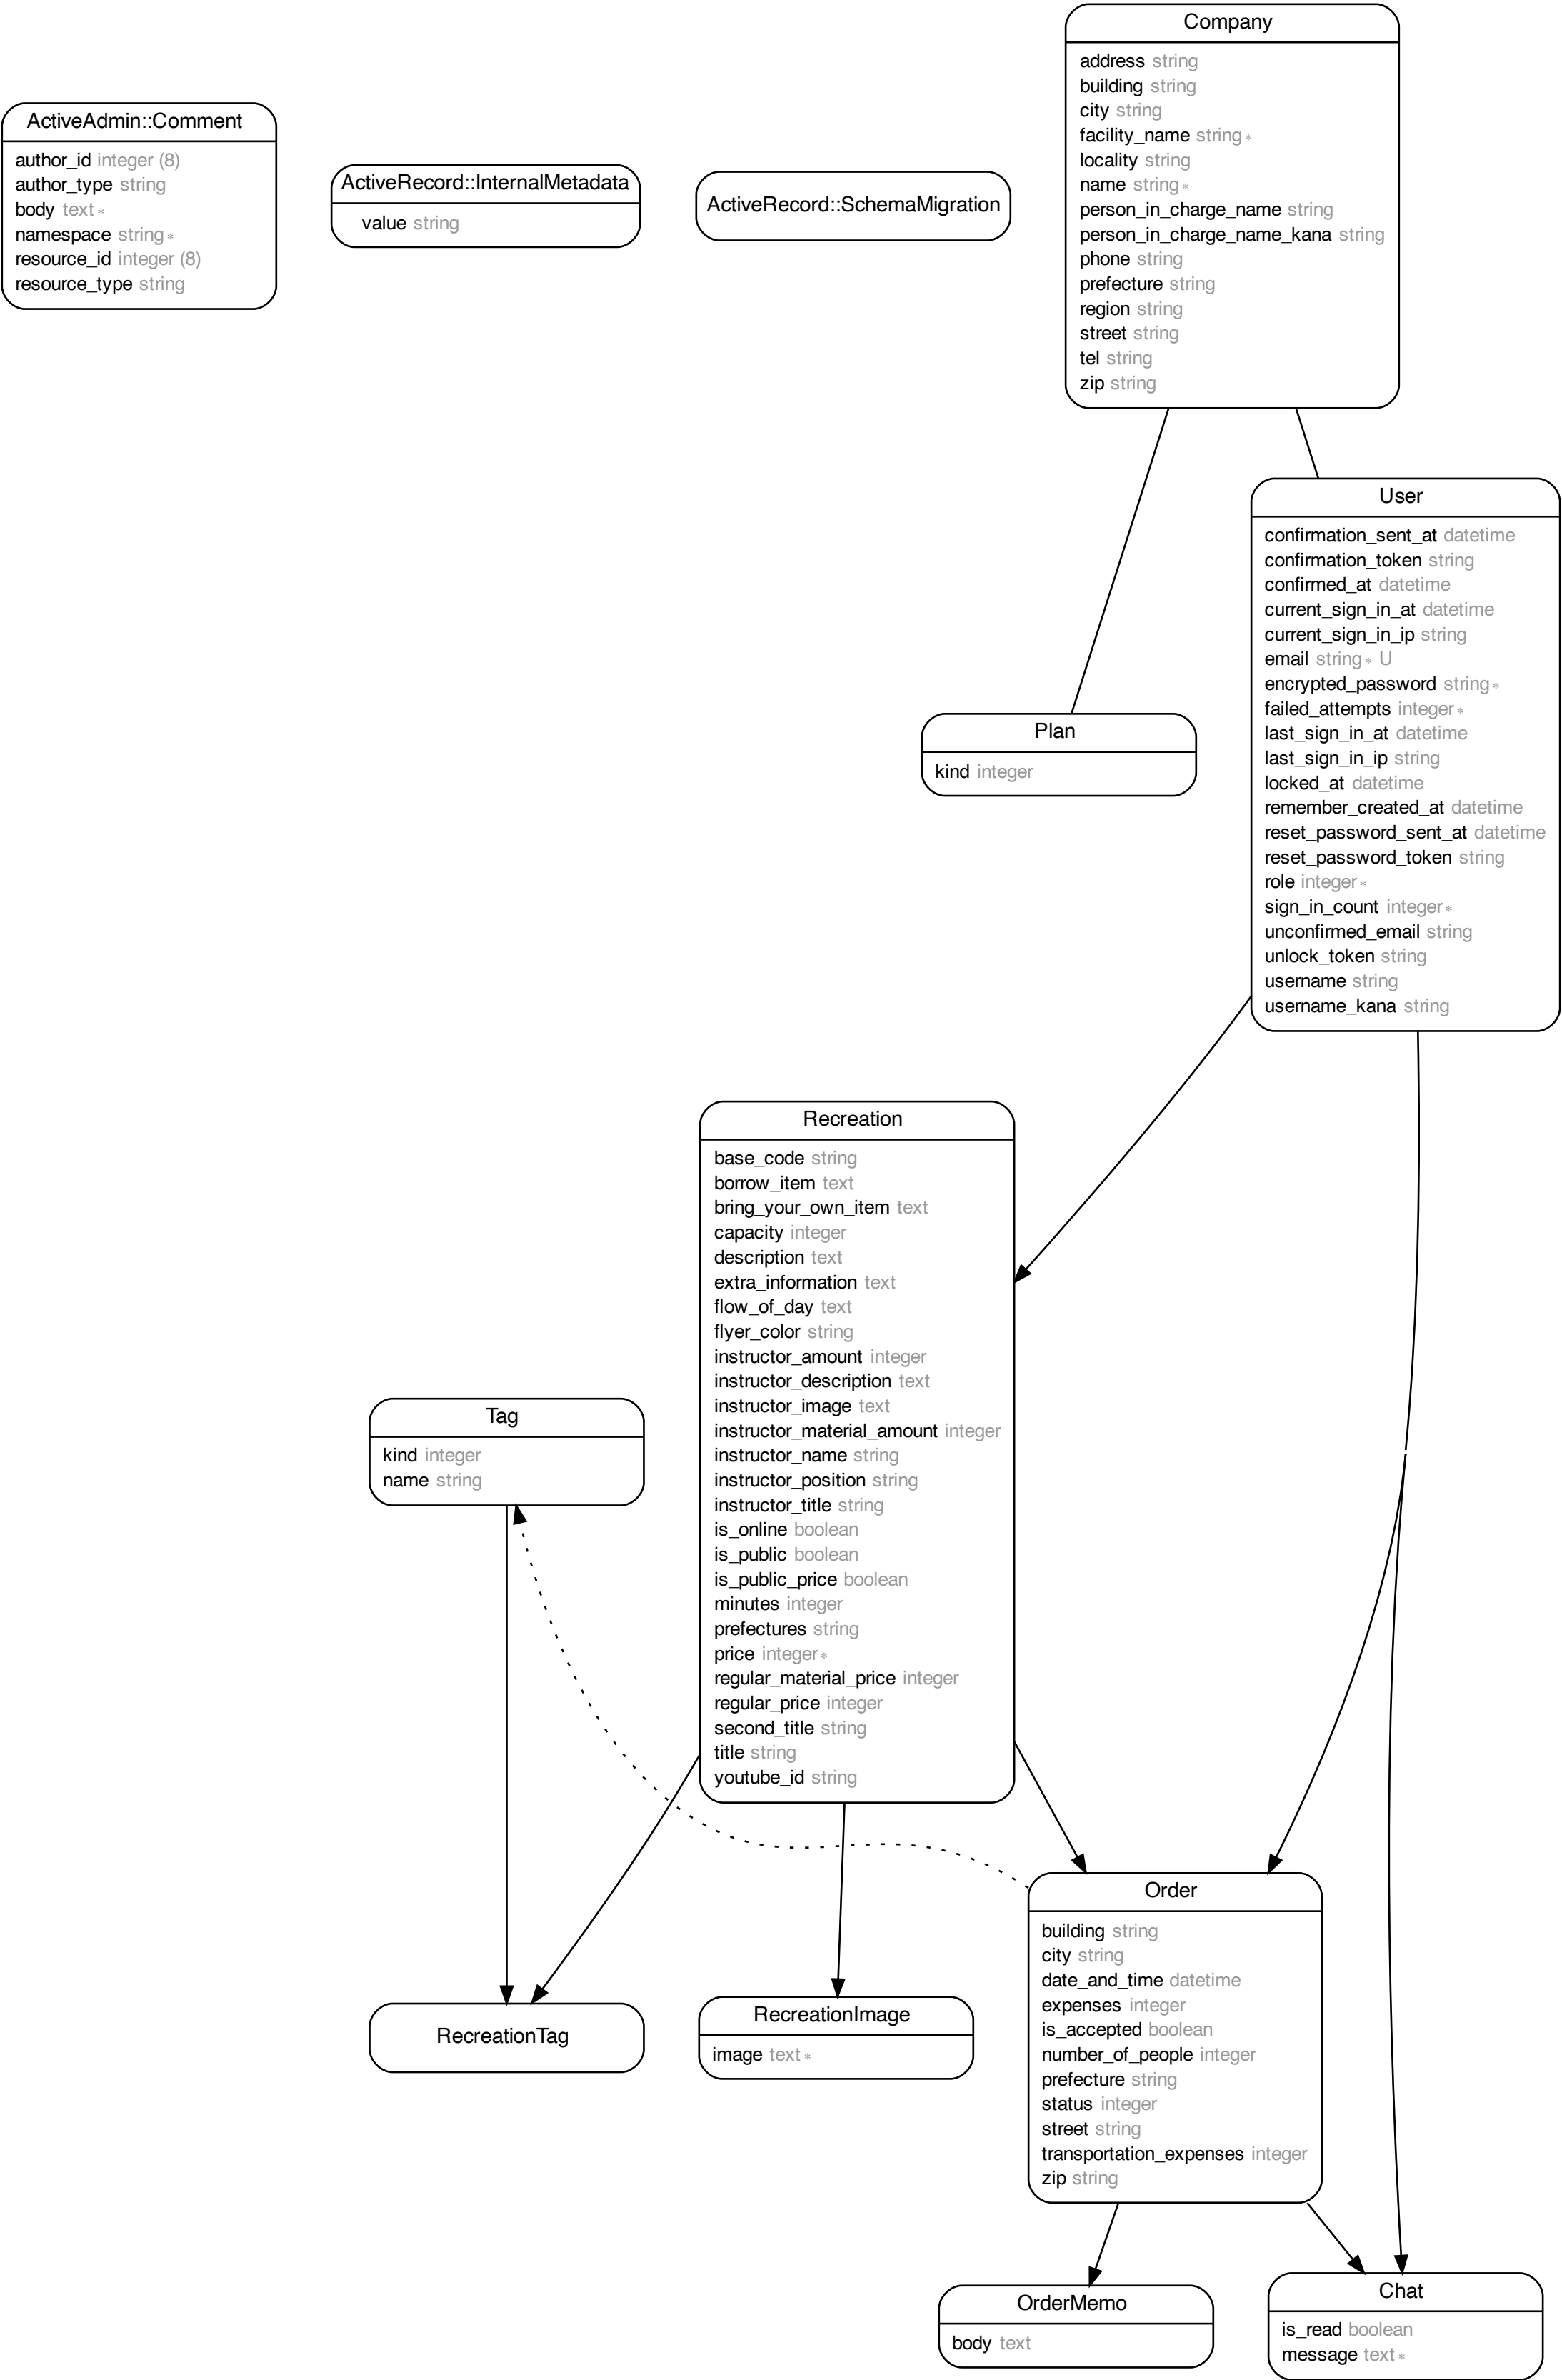 Company
address string
building string
city string
facility_name string *
locality string
name string *
person_in_charge_name string
person_in_charge_name_kana string
phone string
prefecture string
region string
street string
tel string
zip string
ActiveAdmin::Comment
author_id integer (8)
author_type string
body text *
namespace string *
resource_id integer (8)
resource_type string
ActiveRecord::InternalMetadata
value string
ActiveRecord::SchemaMigration
User
confirmation_sent_at datetime
confirmation_token string
confirmed_at datetime
current_sign_in_at datetime
current_sign_in_ip string
email string * U
encrypted_password string *
failed_attempts integer *
last_sign_in_at datetime
last_sign_in_ip string
locked_at datetime
remember_created_at datetime
reset_password_sent_at datetime
reset_password_token string
role integer *
sign_in_count integer *
unconfirmed_email string
unlock_token string
username string
username_kana string
Plan
kind integer
Recreation
base_code string
borrow_item text
bring_your_own_item text
capacity integer
description text
extra_information text
flow_of_day text
flyer_color string
instructor_amount integer
instructor_description text
instructor_image text
instructor_material_amount integer
instructor_name string
instructor_position string
instructor_title string
is_online boolean
is_public boolean
is_public_price boolean
minutes integer
prefectures string
price integer *
regular_material_price integer
regular_price integer
second_title string
title string
youtube_id string
Tag
kind integer
name string
Order
building string
city string
date_and_time datetime
expenses integer
is_accepted boolean
number_of_people integer
prefecture string
status integer
street string
transportation_expenses integer
zip string
RecreationTag
RecreationImage
image text *
OrderMemo
body text
Chat
is_read boolean
message text *